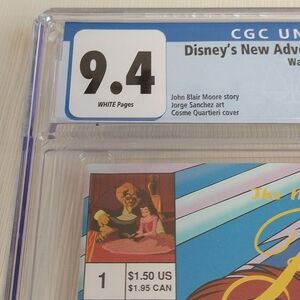 CGC UN
Disney's New Adve
Wa
9.4
WHITE Pages
John Blair Moore story
Jorge Sanchez art
Cosme Quartieri cover
The
1
$1.50 US
$1.95 CAN